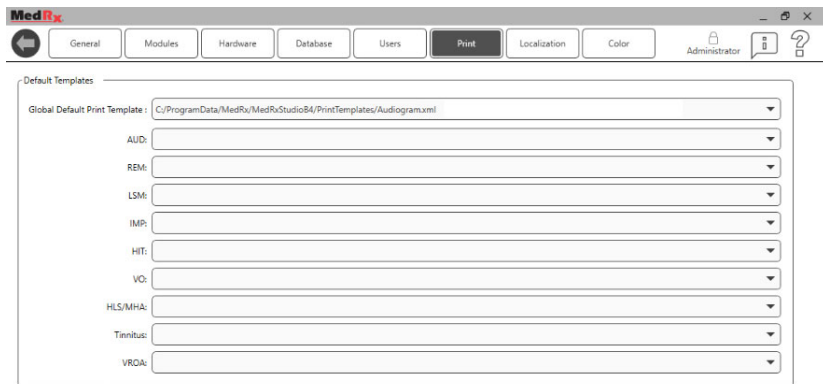 MedRx
General Modules Hardware Database Users Print Localization Color Administrator
Default Templates
Global Default Print Template : C:/ProgramData/MedRx/MedRxStudio84/PrintTemplates/Audiogram.xml
AUD:
REM:
LSM:
IMP:
HIT:
VO:
HLS/MHA:
Tinnitus:
VROA: